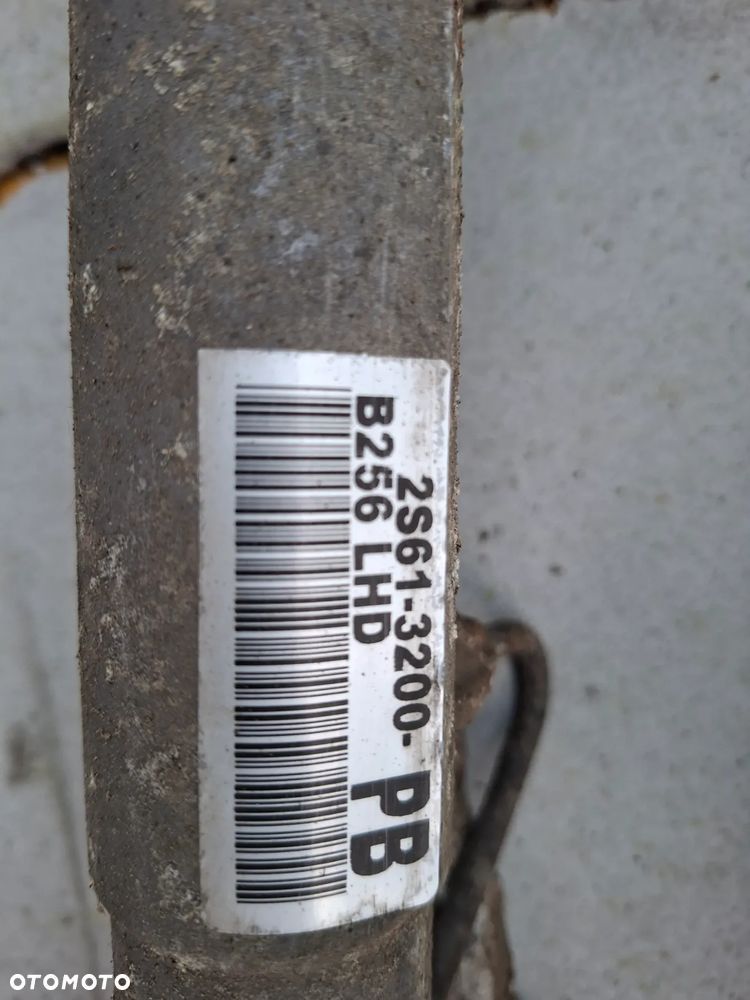 2S61-3200-
PB
B256 LHD
OTOMOTO